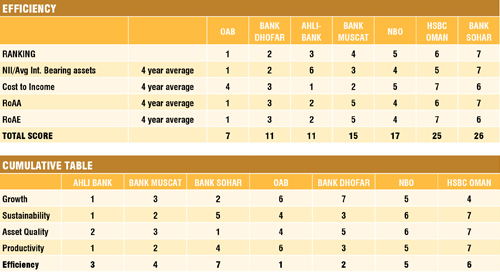 EFFICIENCY
OAB BANK DHOFAR AHLI-BANK BANK MUSCAT NBO HSBC OMAN BANK SOHAR
RANKING 1 2 3 4 5 6 7
NII/Avg Int. Bearing assets 4 year average 1 2 6 3 4 5 7
Cost to Income 4 year average 4 3 1 2 5 7 6
RoAA 4 year average 1 3 2 5 4 6 7
RoAE 4 year average 1 3 2 5 4 7 6
TOTAL SCORE 7 11 11 15 17 25 26
CUMULATIVE TABLE
AHLI BANK BANK MUSCAT BANK SOHAR OAB BANK DHOFAR NBO HSBC OMAN
Growth 1 3 2 6 7 5 4
Sustainability 1 2 5 4 3 6 7
Asset Quality 2 3 1 4 5 6 7
Productivity 1 2 4 6 3 5 7
Efficiency 3 4 7 1 2 5 6